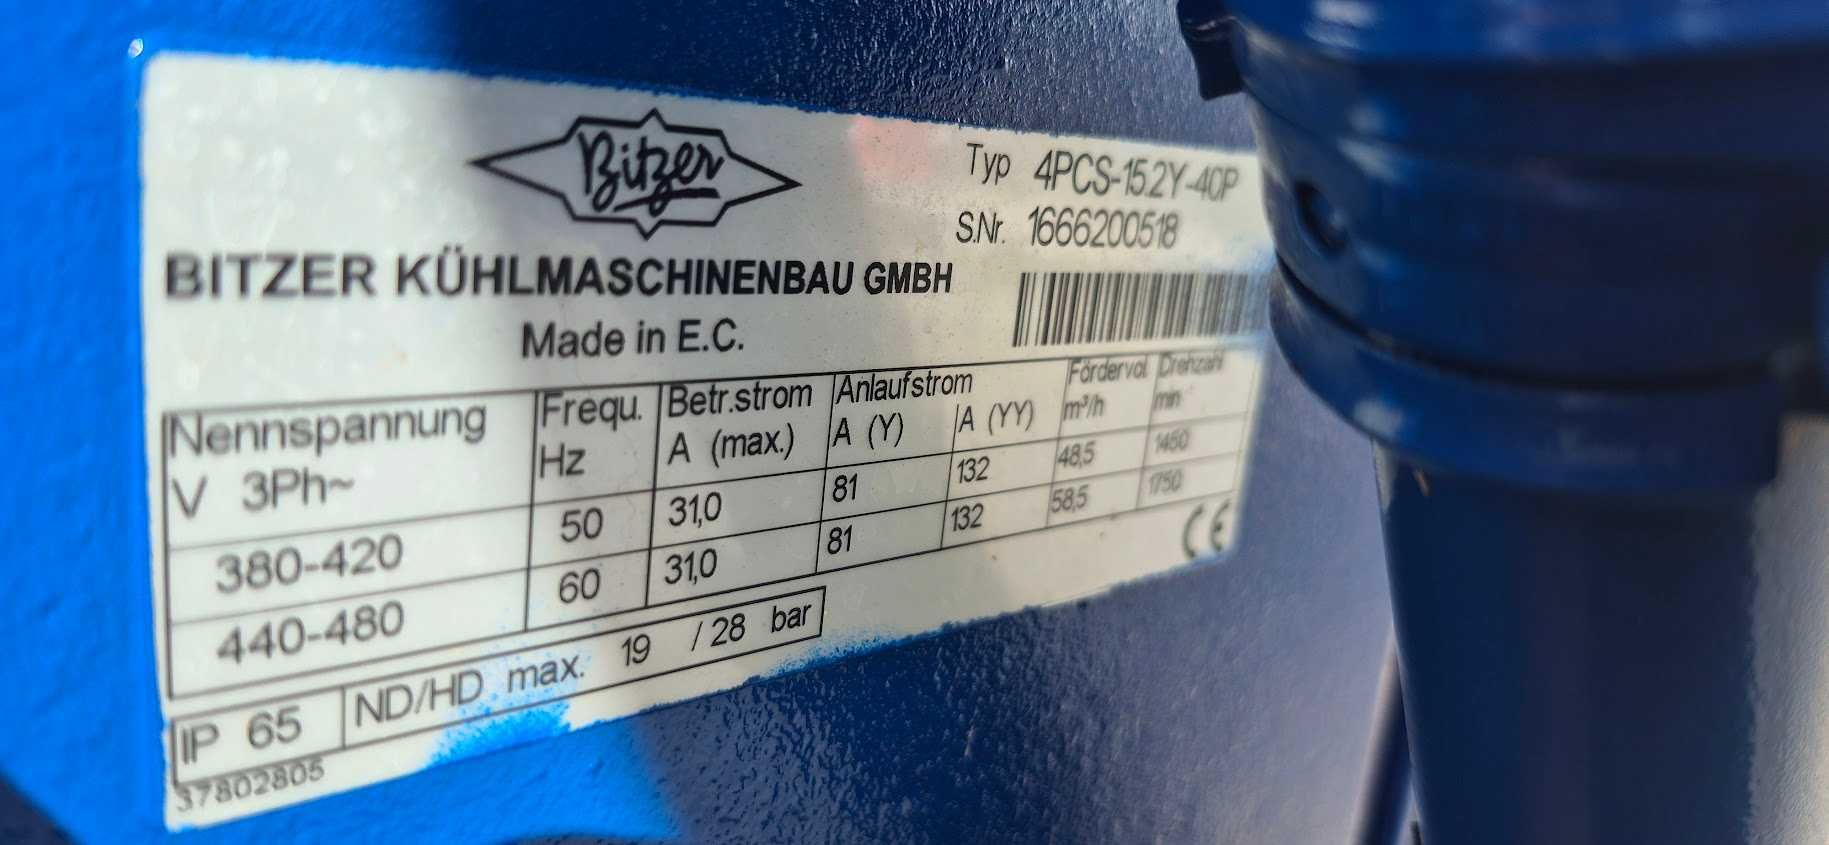 Bitzer
Typ 4PCS-15.2Y-40P
S.Nr. 1666200518
BITZER KÜHLMASCHINENBAU GMBH
Made in E.C.
Nennspannung Frequ. Betr.strom Anlaufstrom Fördervol Drehzahl
V 3Ph~ Hz A (max.) A (Y) A (YY) m³/h min
380-420 50 31,0 81 132 48,5 1450
440-480 60 31,0 81 132 58,5 1750
IP 65 ND/HD max. 19 / 28 bar
CE
37802805